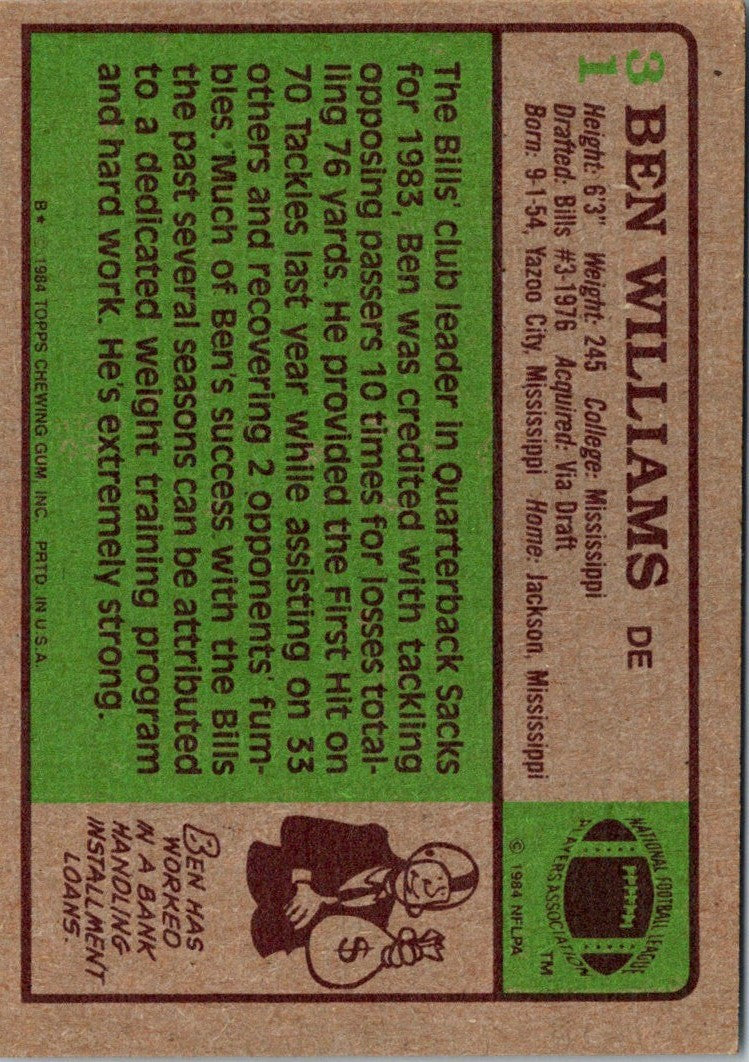 31
BEN WILLIAMS DE
Height: 6'3" Weight: 245 College: Mississippi
Drafted: Bills #3-1976 Acquired: Via Draft
Born: 9-1-54, Yazoo City, Mississippi Home: Jackson, Mississippi
NATIONAL FOOTBALL LEAGUE
PLAYERS ASSOCIATION
TM
© 1984 NFLPA
The Bills' club leader in Quarterback Sacks
for 1983, Ben was credited with tackling
opposing passers 10 times for losses total-
ling 76 yards. He provided the First Hit on
70 Tackles last year while assisting on 33
others and recovering 2 opponents' fum-
bles. Much of Ben's success with the Bills
the past several seasons can be attributed
to a dedicated weight training program
and hard work. He's extremely strong.
$
BEN HAS
WORKED
IN A BANK
HANDLING
INSTALLMENT
LOANS.
B* © 1984 TOPPS CHEWING GUM, INC. PRTD. IN U.S.A.